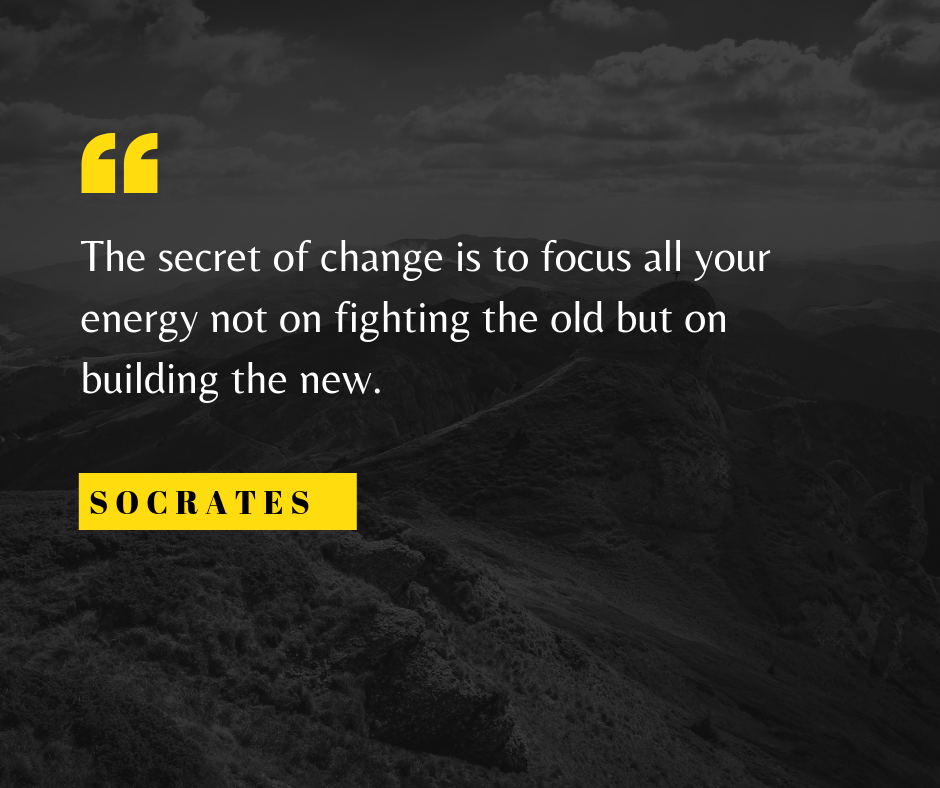 “
The secret of change is to focus all your
energy not on fighting the old but on
building the new.
SOCRATES